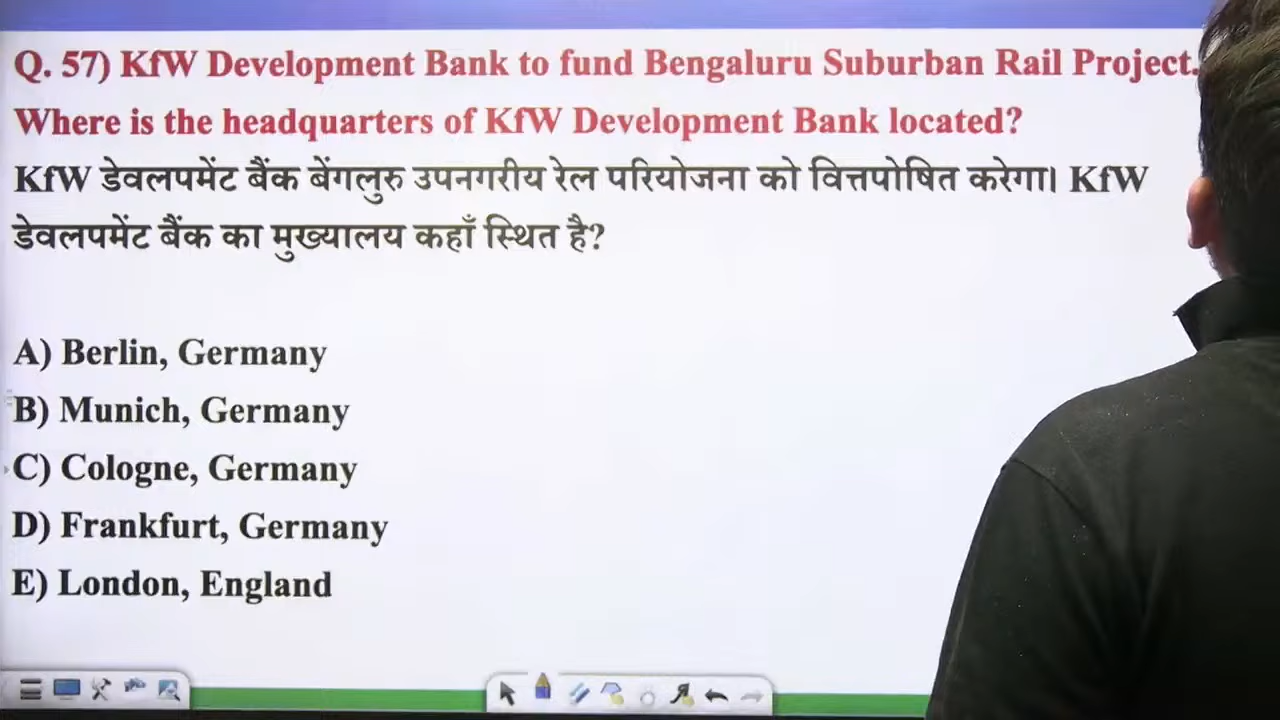 Q. 57) KfW Development Bank to fund Bengaluru Suburban Rail Project.
Where is the headquarters of KfW Development Bank located?
KfW डेवलपमेंट बैंक बेंगलुरु उपनगरीय रेल परियोजना को वित्तपोषित करेगा। KfW
डेवलपमेंट बैंक का मुख्यालय कहाँ स्थित है?
A) Berlin, Germany
B) Munich, Germany
C) Cologne, Germany
D) Frankfurt, Germany
E) London, England